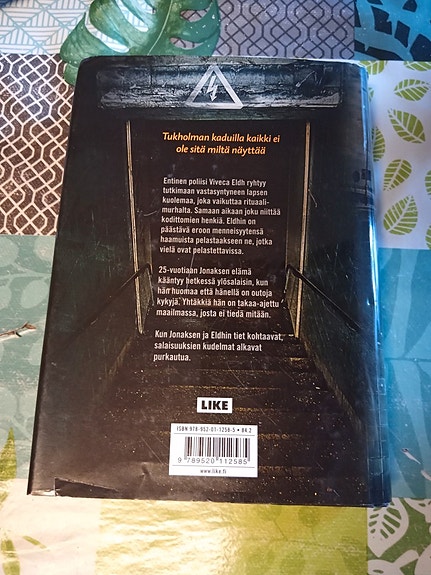 Tukholman kaduilla kaikki ei
ole sitä miltä näyttää
Entinen poliisi Viveca Eldh ryhtyy
tutkimaan vastasyntyneen lapsen
kuolemaa, joka vaikuttaa rituaali-
murhalta. Samaan aikaan joku niittää
kodittomien henkiä. Eldhin on
päästävä eroon menneisyytensä
haamuista pelastaakseen ne, jotka
vielä ovat pelastettavissa.
25-vuotiaan Jonaksen elämä
kääntyy hetkessä ylösalaisin, kun
hän huomaa että hänellä on outoja
kykyjä. Yhtäkkiä hän on takaa-ajettu
maailmassa, josta ei tiedä mitään.
Kun Jonaksen ja Eldhin tiet kohtaavat,
salaisuuksien kudelmat alkavat
purkautua.
LIKE
ISBN 978-952-01-1258-5 • 84.2
9 789520 112585
www.like.fi